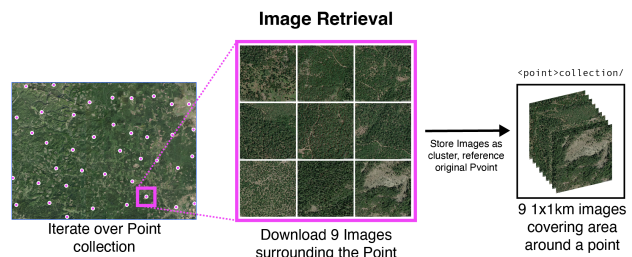 Image Retrieval
<point>collection/
Store Images as
cluster, reference
original Pvoint
Iterate over Point
collection
Download 9 Images
surrounding the Point
9 1x1km images
covering area
around a point